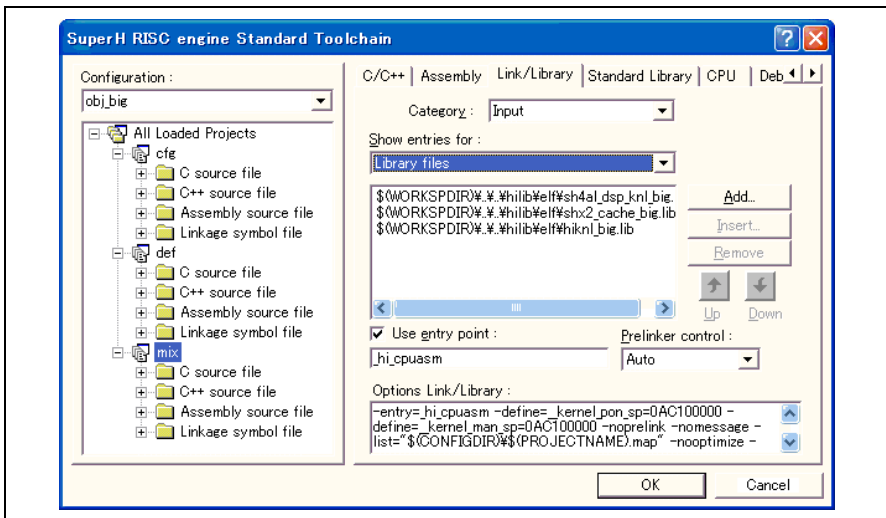 SuperH RISC engine Standard Toolchain
Configuration :
obj_big
All Loaded Projects
cfg
C source file
C++ source file
Assembly source file
Linkage symbol file
def
C source file
C++ source file
Assembly source file
Linkage symbol file
mix
C source file
C++ source file
Assembly source file
Linkage symbol file
C/C++ Assembly Link/Library Standard Library CPU Deb
Category : Input
Show entries for :
Library files
$(WORKSPDIR)¥..¥..¥hilib¥elf¥sh4al_dsp_knl_big.
$(WORKSPDIR)¥..¥..¥hilib¥elf¥shx2_cache_big.lib
$(WORKSPDIR)¥..¥..¥hilib¥elf¥hiknl_big.lib
Add...
Insert...
Remove
Up Down
Use entry point :
_hi_cpuasm
Prelinker control :
Auto
Options Link/Library :
-entry=_hi_cpuasm -define=__kernel_pon_sp=0AC100000 -
define=__kernel_man_sp=0AC100000 -noprelink -nomessage -
list="$(CONFIGDIR)¥$(PROJECTNAME).map" -nooptimize -
OK Cancel